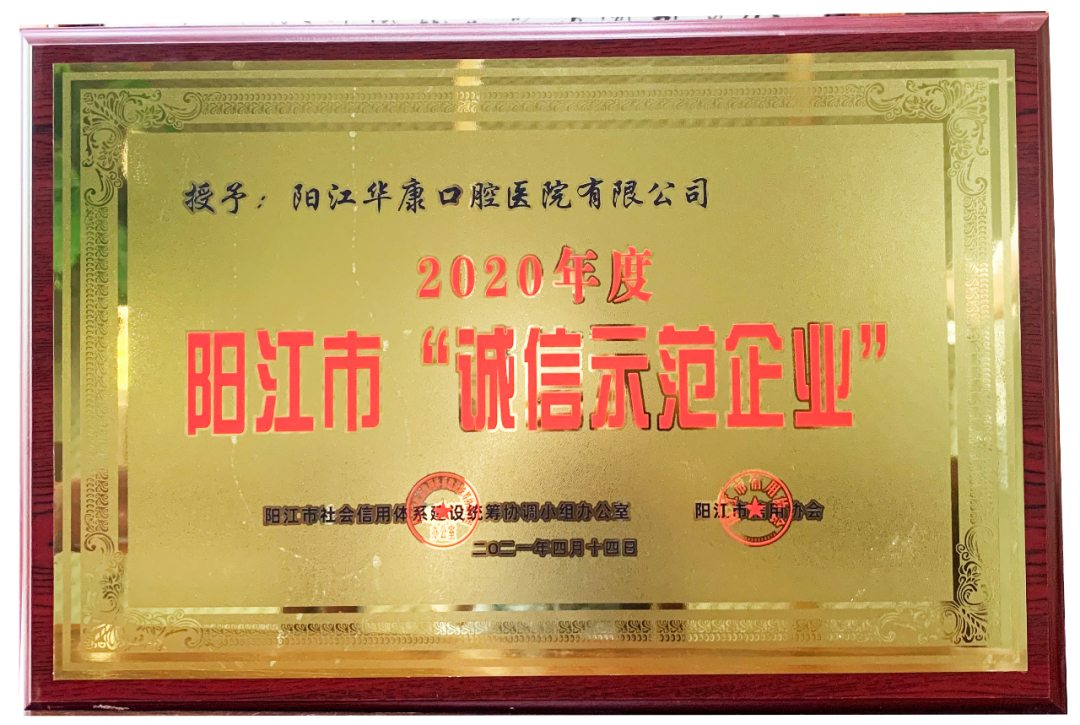 授予：阳江华康口腔医院有限公司
2020年度
阳江市“诚信示范企业”
阳江市社会信用体系建设统筹协调小组办公室 阳江市信用协会
二〇二一年四月十四日